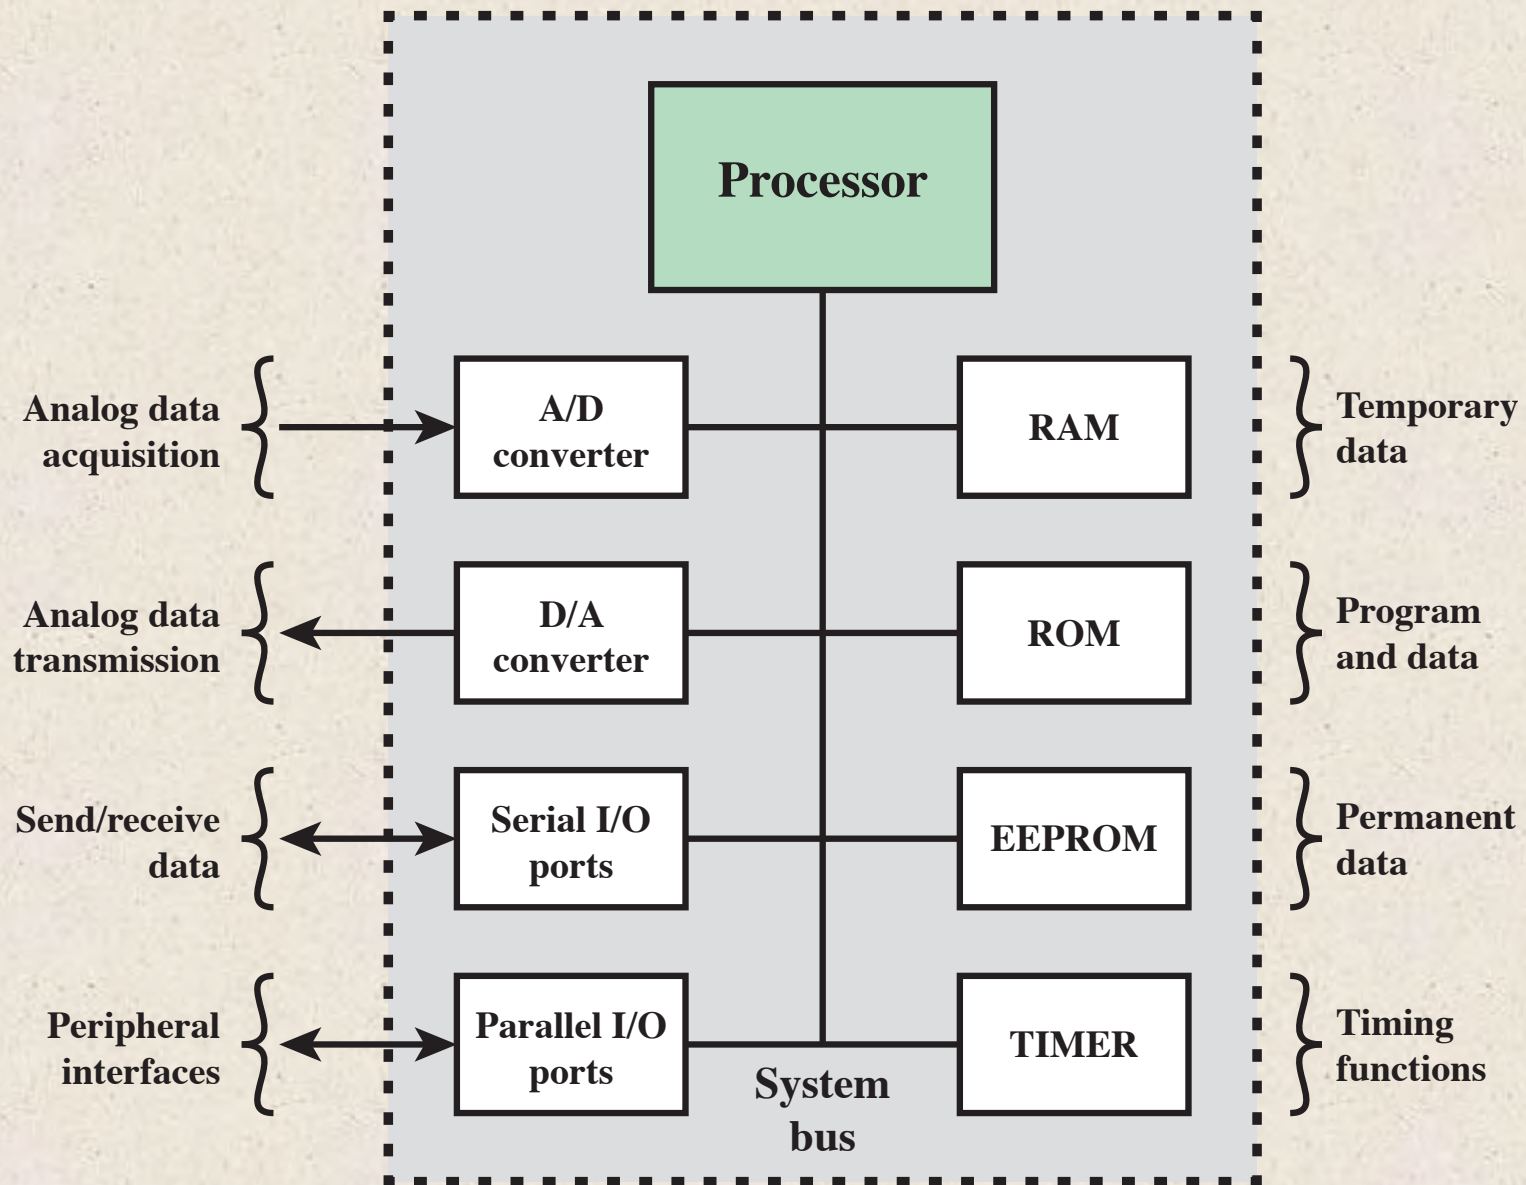 Processor
Analog data
acquisition
A/D
converter
RAM
Temporary
data
Analog data
transmission
D/A
converter
ROM
Program
and data
Send/receive
data
Serial I/O
ports
EEPROM
Permanent
data
Peripheral
interfaces
Parallel I/O
ports
TIMER
Timing
functions
System
bus